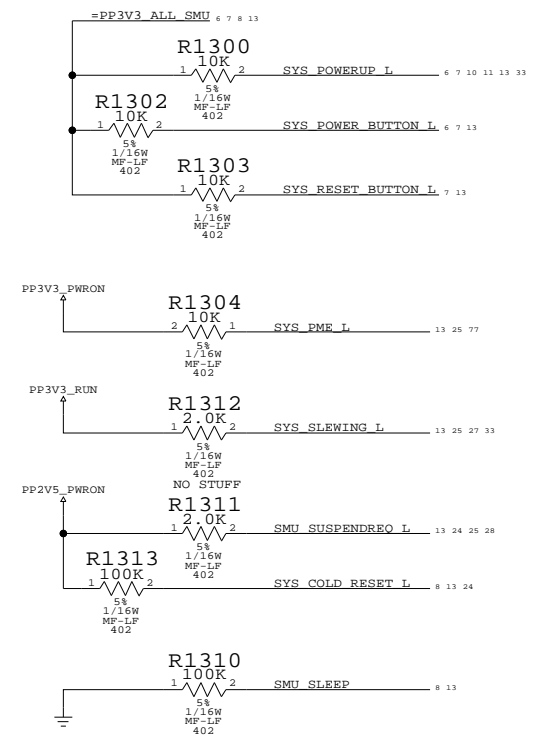 =PP3V3_ALL_SMU 6 7 8 13
R1300
10K
1 2 SYS_POWERUP_L 6 7 10 11 13 33
5%
1/16W
MF-LF
402
R1302
10K
1 2 SYS_POWER_BUTTON_L 6 7 13
5%
1/16W
MF-LF
402
R1303
10K
1 2 SYS_RESET_BUTTON_L 7 13
5%
1/16W
MF-LF
402
PP3V3_PWRON
R1304
10K
2 1 SYS_PME_L 13 25 77
5%
1/16W
MF-LF
402
PP3V3_RUN
R1312
2.0K
1 2 SYS_SLEWING_L 13 25 27 33
5%
1/16W
MF-LF
402
NO STUFF
PP2V5_PWRON
R1311
2.0K
1 2 SMU_SUSPENDREQ_L 13 24 25 28
5%
1/16W
MF-LF
402
R1313
100K
1 2 SYS_COLD_RESET_L 8 13 24
5%
1/16W
MF-LF
402
R1310
100K
1 2 SMU_SLEEP 8 13
5%
1/16W
MF-LF
402